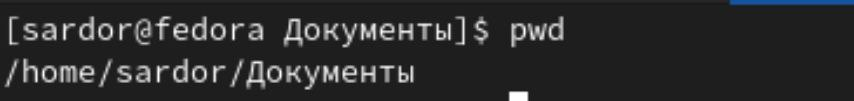 [sardor@fedora Документы]$ pwd
/home/sardor/Документы